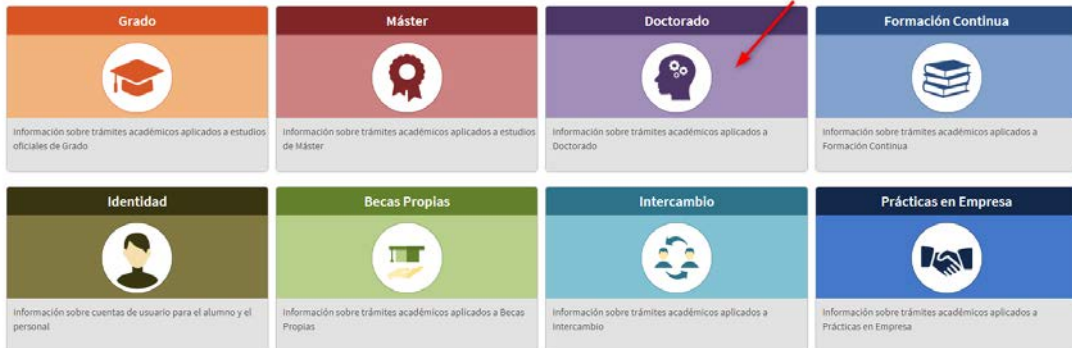 Grado
Información sobre trámites académicos aplicados a estudios
oficiales de Grado
Máster
Información sobre trámites académicos aplicados a estudios
de Máster
Doctorado
Información sobre trámites académicos aplicados a
Doctorado
Formación Continua
Información sobre trámites académicos aplicados a
Formación Continua
Identidad
Información sobre cuentas de usuario para el alumno y el
personal
Becas Propias
Información sobre trámites académicos aplicados a Becas
Propias
Intercambio
Información sobre trámites académicos aplicados a
Intercambio
Prácticas en Empresa
Información sobre trámites académicos aplicados a
Prácticas en Empresa